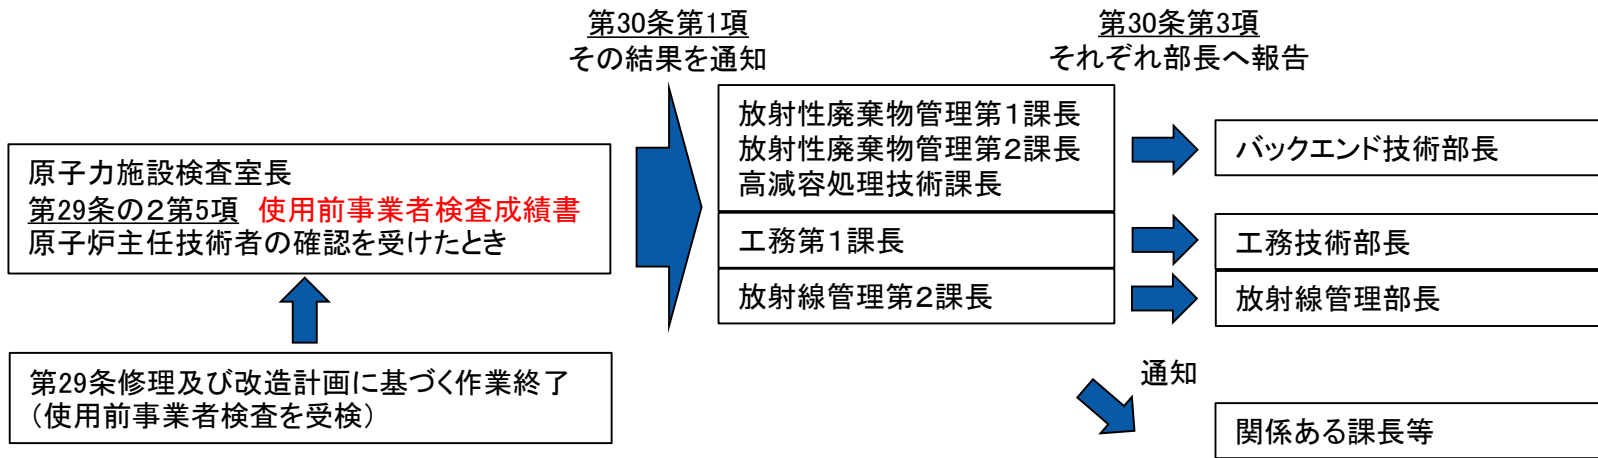 第30条第1項
その結果を通知
第30条第3項
それぞれ部長へ報告
原子力施設検査室長
第29条の2第5項 使用前事業者検査成績書
原子炉主任技術者の確認を受けたとき
第29条修理及び改造計画に基づく作業終了
（使用前事業者検査を受検）
放射性廃棄物管理第1課長
放射性廃棄物管理第2課長
高減容処理技術課長
工務第1課長
放射線管理第2課長
バックエンド技術部長
工務技術部長
放射線管理部長
通知
関係ある課長等